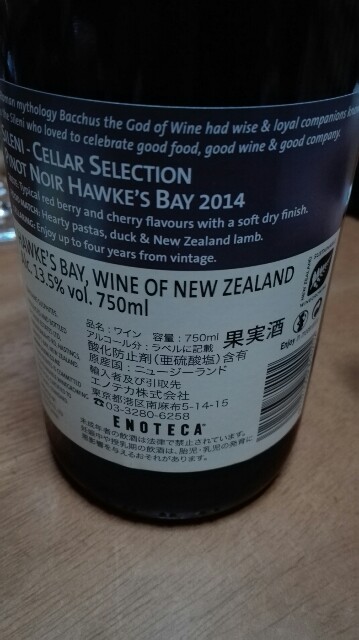 mythology Bacchus the God of Wine had wise & loyal companions
the Sileni who loved to celebrate good food, good wine & good company.
SILENI - CELLAR SELECTION
PINOT NOIR HAWKE'S BAY 2014
Typical red berry and cherry flavours with a soft dry finish.
MATCH: Hearty pastas, duck & New Zealand lamb.
Enjoy up to four years from vintage.
HAWKE'S BAY, WINE OF NEW ZEALAND
ALC. 13.5% vol. 750ml
品名：ワイン 容量：750ml 果実酒
アルコール分：ラベルに記載
酸化防止剤（亜硫酸塩）含有
原産国：ニュージーランド
輸入者及び引取先
エノテカ株式会社
東京都港区南麻布5-14-15
☎03-3280-6258
ENOTECA
未成年者の飲酒は法律で禁止されています。
妊娠中や授乳期の飲酒は、胎児・乳児の発育に
悪影響を与えるおそれがあります。
Enjoy